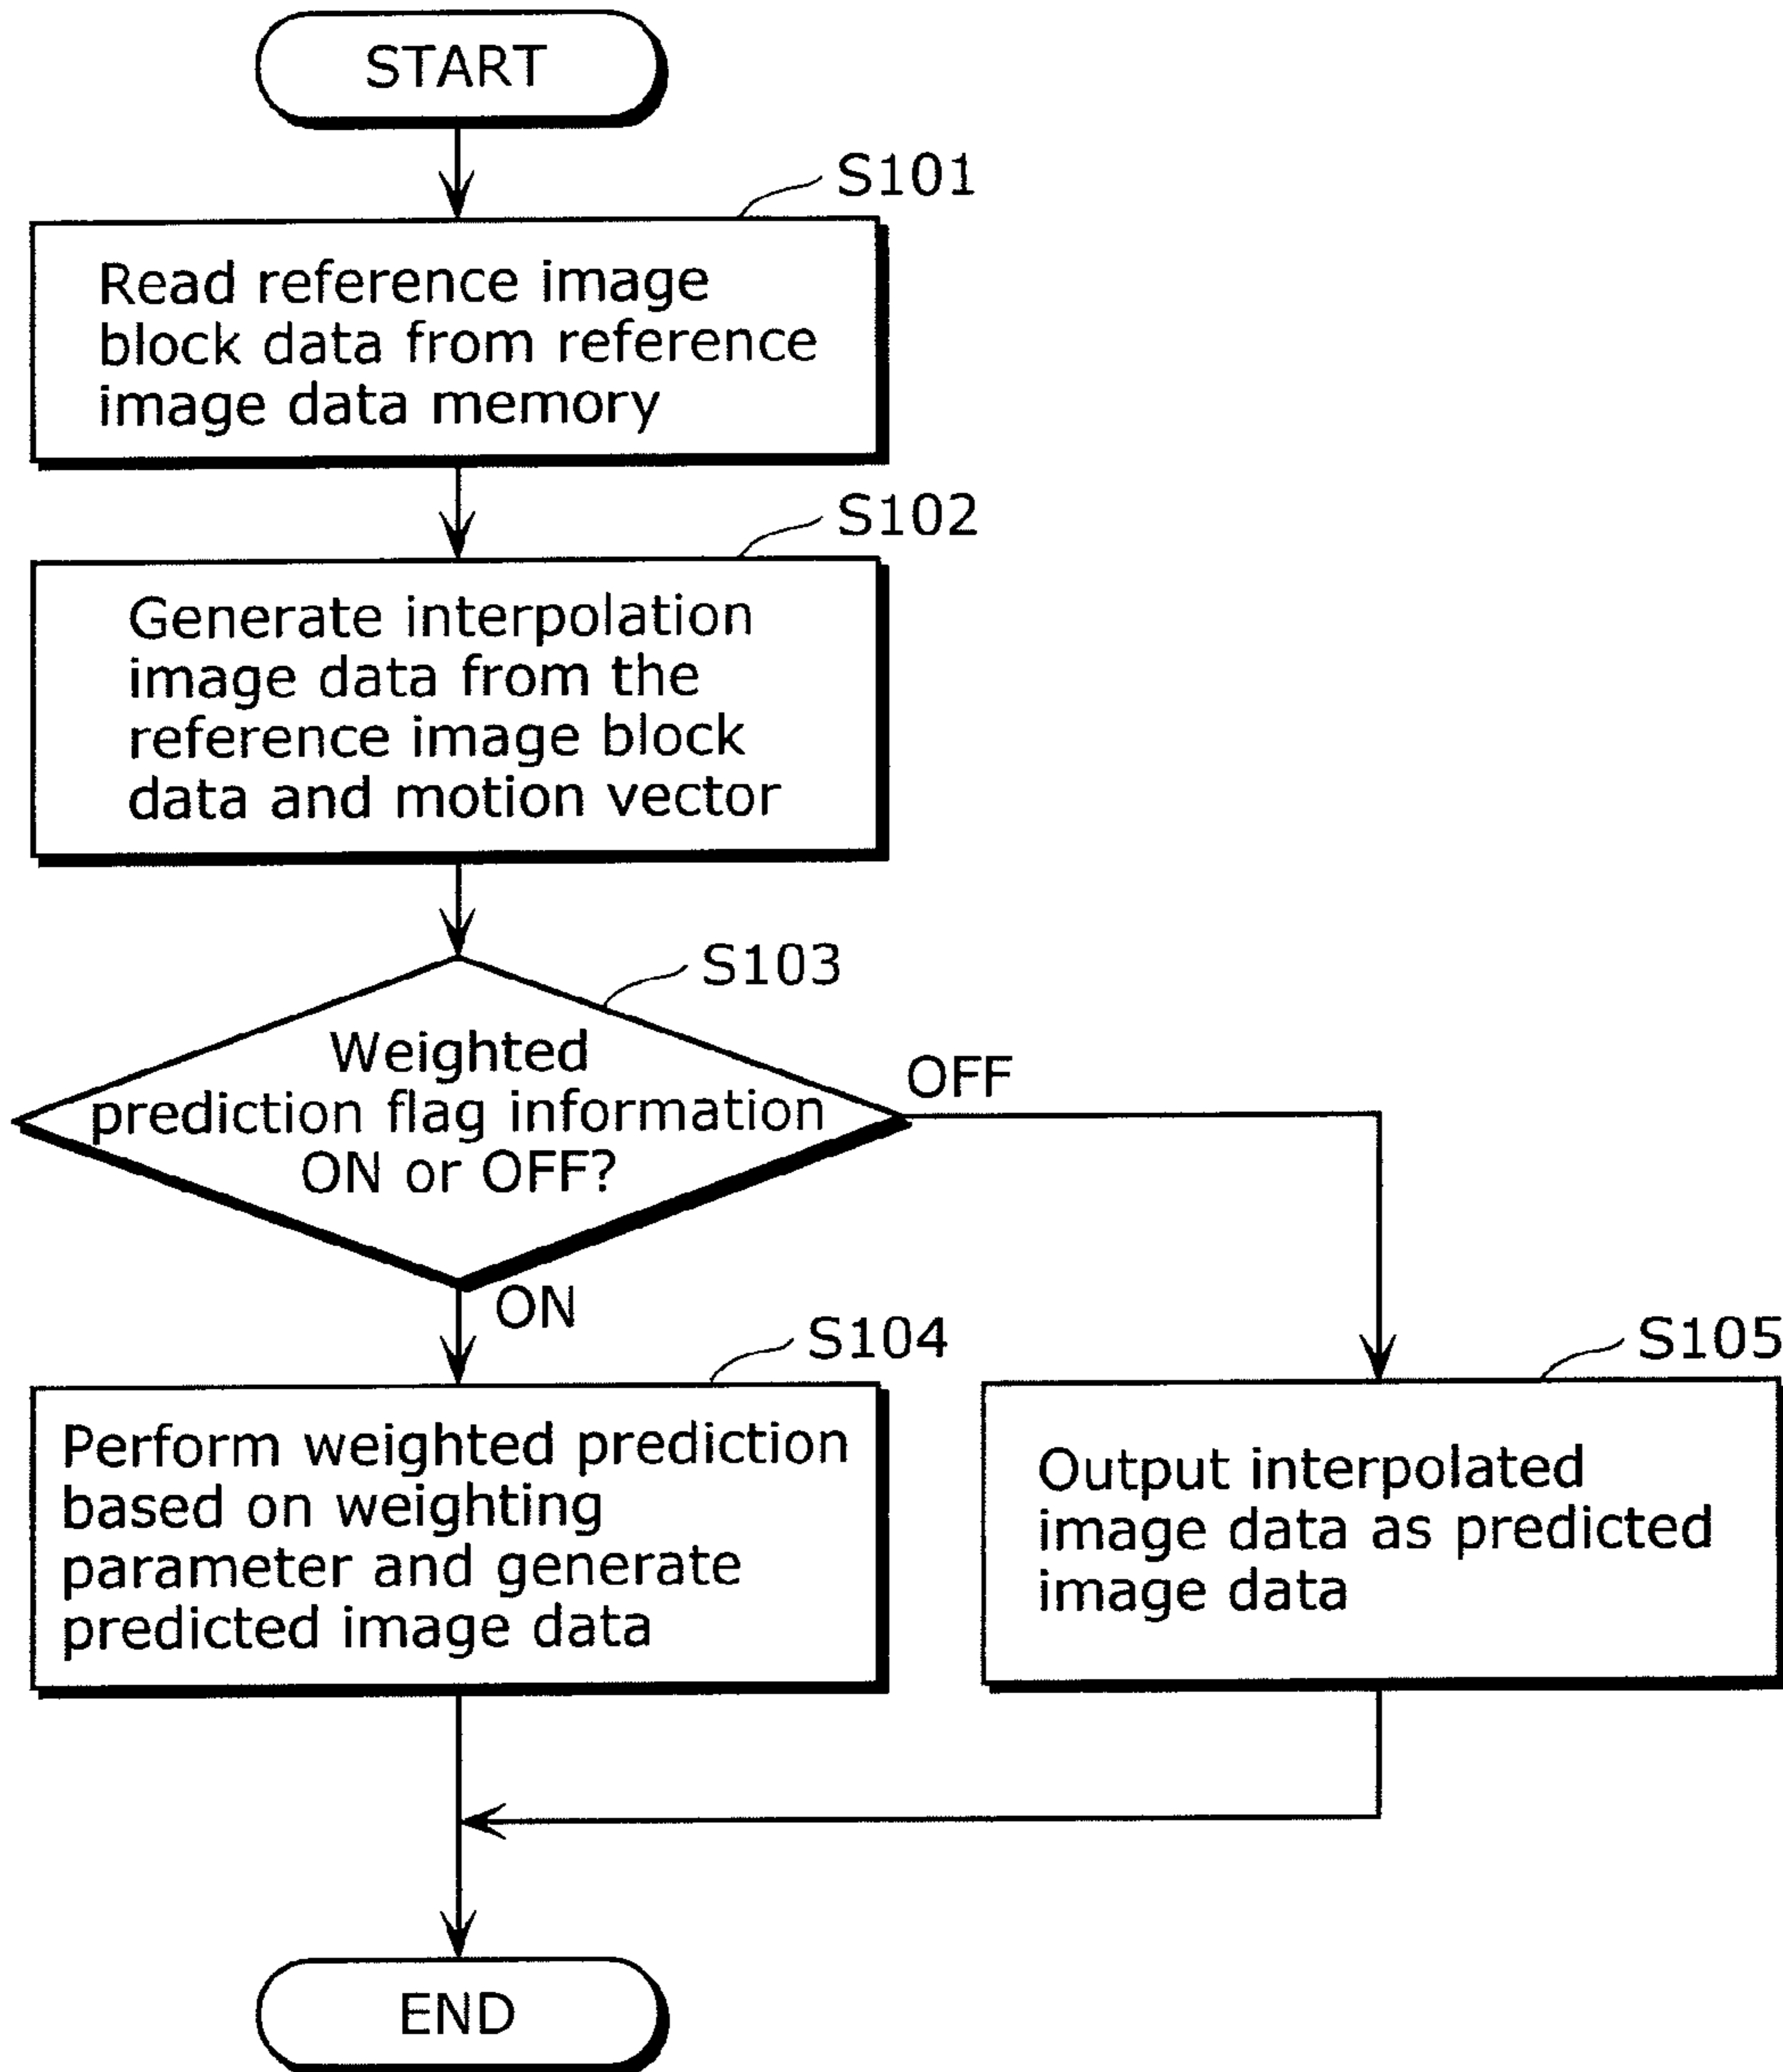 START
S101
Read reference image
block data from reference
image data memory
S102
Generate interpolation
image data from the
reference image block
data and motion vector
S103
Weighted
prediction flag information
ON or OFF?
OFF
ON
S104
Perform weighted prediction
based on weighting
parameter and generate
predicted image data
S105
Output interpolated
image data as predicted
image data
END